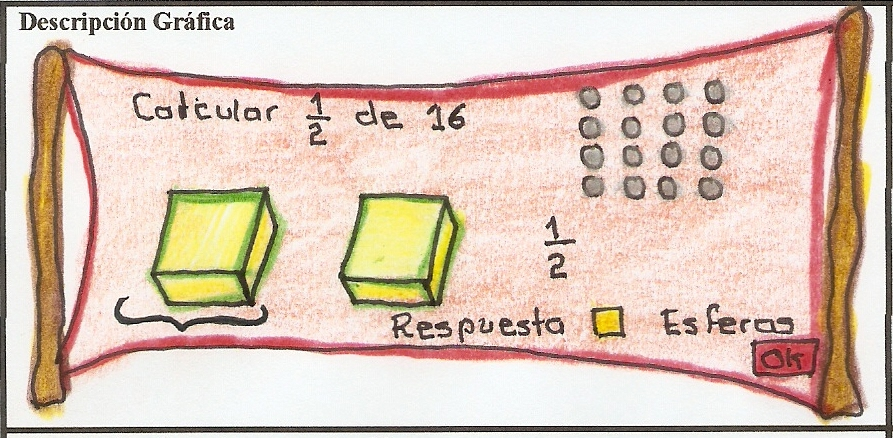 Descripción Gráfica
Calcular 1/2 de 16
1/2
Respuesta Esferas
OK